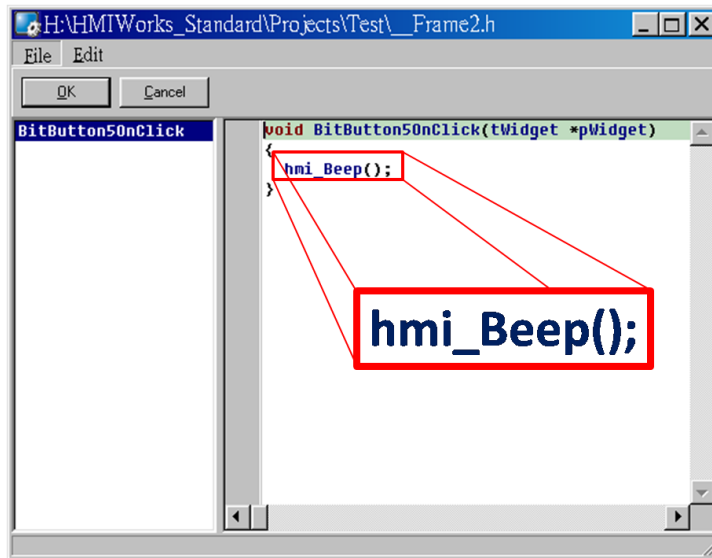 H:\HMIWorks_Standard\Projects\Test\__Frame2.h
File Edit
OK Cancel
BitButton5OnClick
void BitButton5OnClick(tWidget *pWidget)
{
hmi_Beep();
}
hmi_Beep();